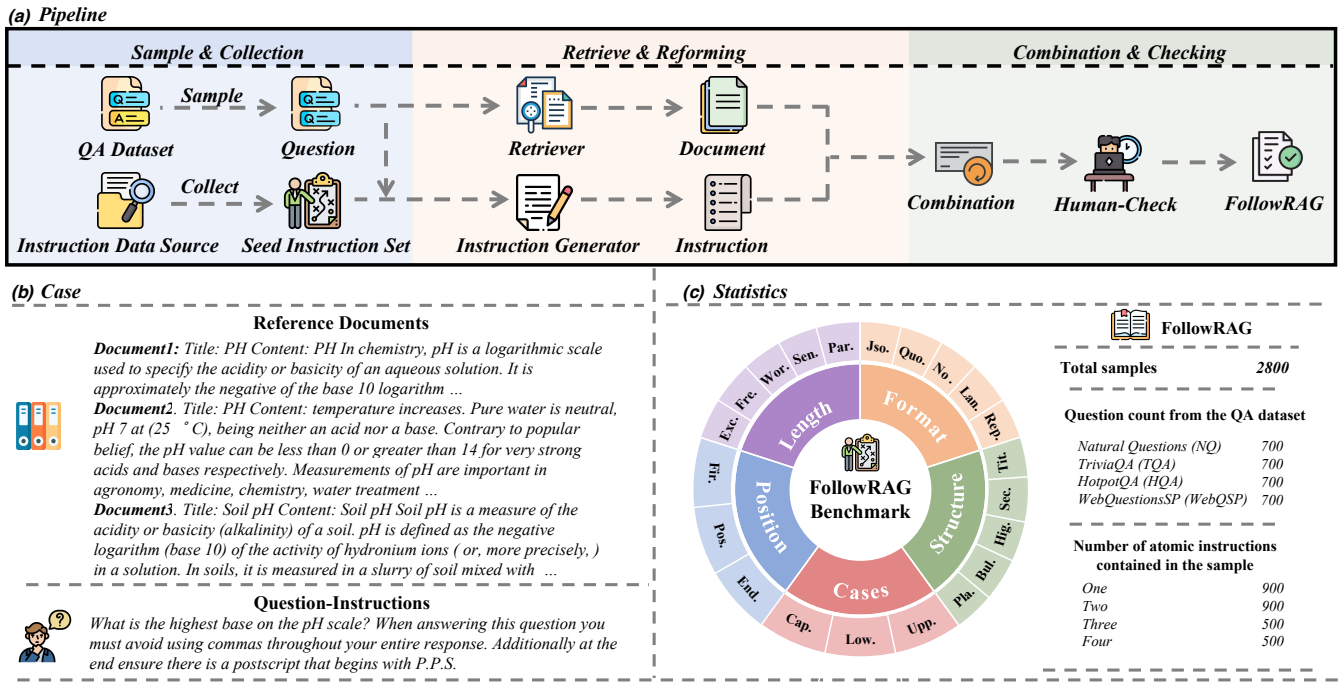 (a) Pipeline
Sample & Collection
Retrieve & Reforming
Combination & Checking
Sample
QA Dataset
Question
Retriever
Document
Collect
Instruction Data Source
Seed Instruction Set
Instruction Generator
Instruction
Combination
Human-Check
FollowRAG
(b) Case
Reference Documents
Document1: Title: PH Content: PH In chemistry, pH is a logarithmic scale
used to specify the acidity or basicity of an aqueous solution. It is
approximately the negative of the base 10 logarithm ...
Document2. Title: PH Content: temperature increases. Pure water is neutral,
pH 7 at (25 °C), being neither an acid nor a base. Contrary to popular
belief, the pH value can be less than 0 or greater than 14 for very strong
acids and bases respectively. Measurements of pH are important in
agronomy, medicine, chemistry, water treatment ...
Document3. Title: Soil pH Content: Soil pH Soil pH is a measure of the
acidity or basicity (alkalinity) of a soil. pH is defined as the negative
logarithm (base 10) of the activity of hydronium ions ( or, more precisely, )
in a solution. In soils, it is measured in a slurry of soil mixed with ...
Question-Instructions
What is the highest base on the pH scale? When answering this question you
must avoid using commas throughout your entire response. Additionally at the
end ensure there is a postscript that begins with P.P.S.
(c) Statistics
Length
Format
Structure
Cases
Position
FollowRAG
Benchmark
Exc.
Fre.
Wor.
Sen.
Par.
Jso.
Quo.
No.
Lan.
Rep.
Tit.
Sec.
Hig.
Bul.
Pla.
Upp.
Low.
Cap.
End.
Pos.
Fir.
FollowRAG
Total samples 2800
Question count from the QA dataset
Natural Questions (NQ) 700
TriviaQA (TQA) 700
HotpotQA (HQA) 700
WebQuestionsSP (WebQSP) 700
Number of atomic instructions
contained in the sample
One 900
Two 900
Three 500
Four 500